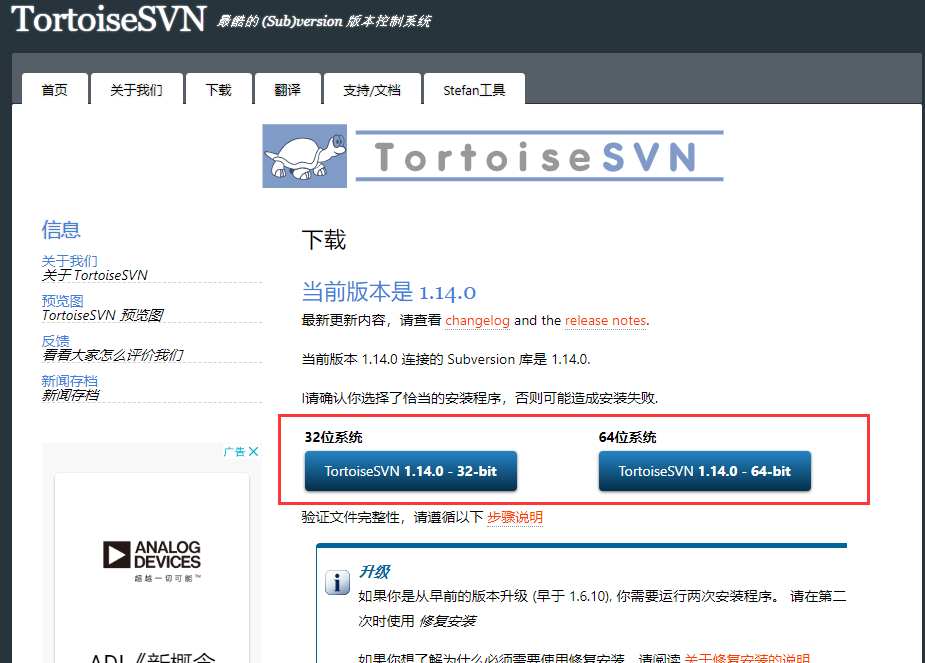 TortoiseSVN 最酷的 (Sub)version 版本控制系统
首页 关于我们 下载 翻译 支持/文档 Stefan工具
TortoiseSVN
信息
关于我们
关于 TortoiseSVN
预览图
TortoiseSVN 预览图
反馈
看看大家怎么评价我们
新闻存档
新闻存档
广告
ANALOG
DEVICES
超越一切可能™
ADI《新概念
下载
当前版本是 1.14.0
最新更新内容，请查看 changelog and the release notes.
当前版本 1.14.0 连接的 Subversion 库是 1.14.0.
I请确认你选择了恰当的安装程序，否则可能造成安装失败.
32位系统 64位系统
TortoiseSVN 1.14.0 - 32-bit TortoiseSVN 1.14.0 - 64-bit
验证文件完整性，请遵循以下 步骤说明
升级
如果你是从早前的版本升级 (早于 1.6.10), 你需要运行两次安装程序。 请在第二
次时使用 修复安装
如果你想了解为什么必须需要使用修复安装，请阅读 关于修复安装的说明